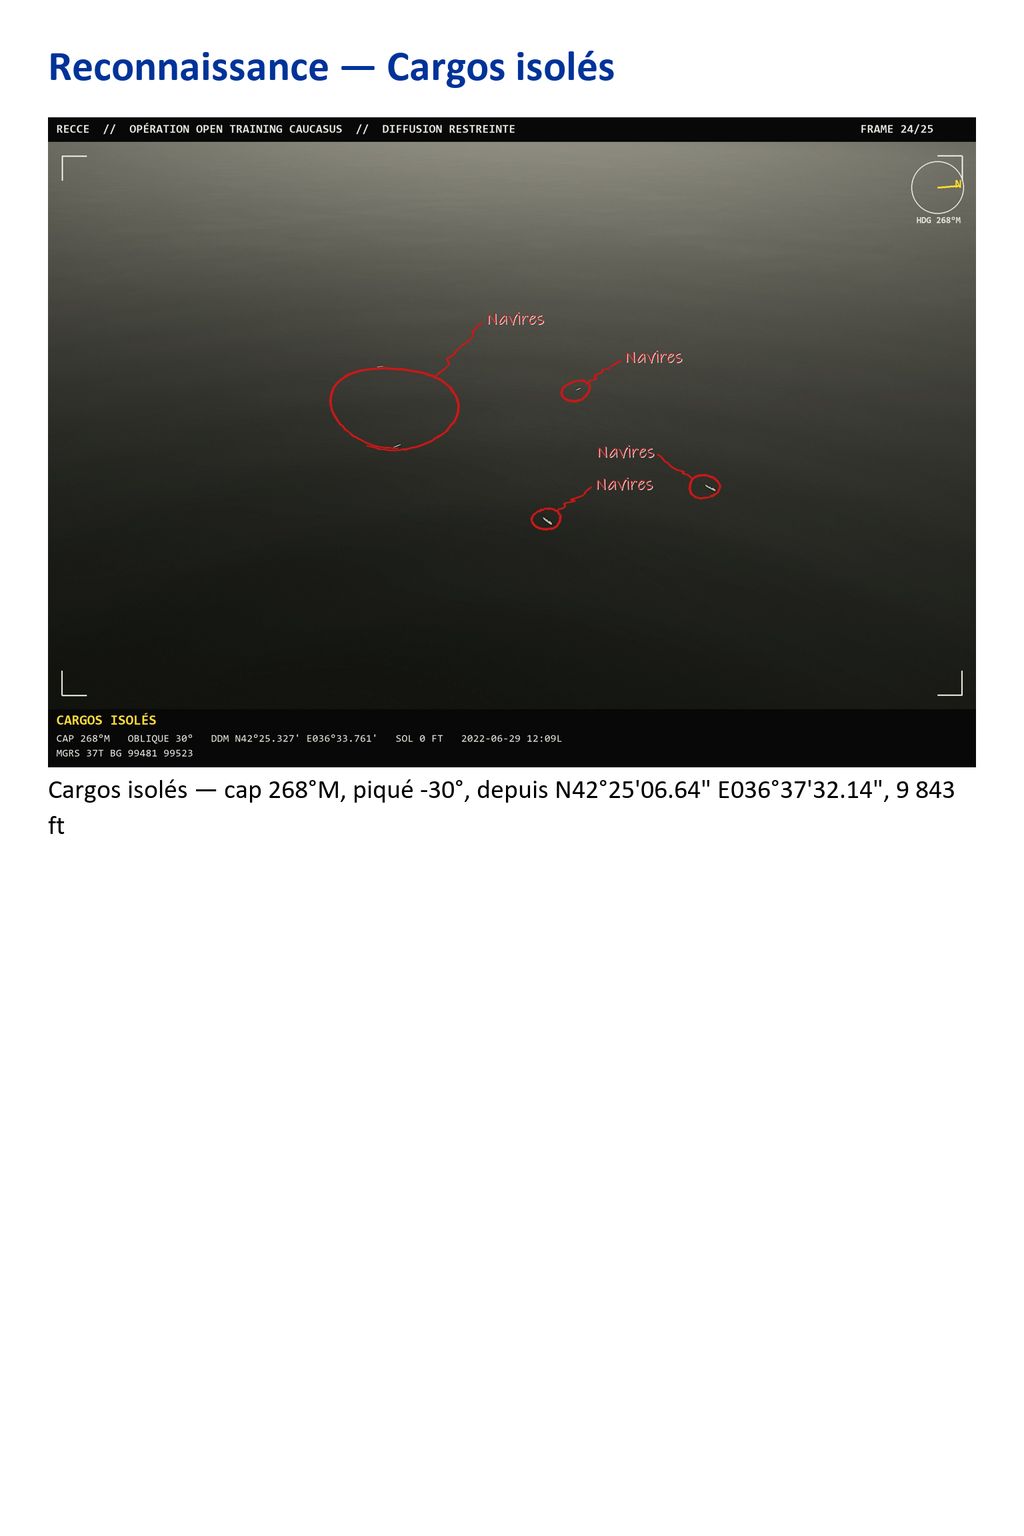 Reconnaissance — Cargos isolés
RECCE // OPÉRATION OPEN TRAINING CAUCASUS // DIFFUSION RESTREINTE FRAME 24/25
N
HDG 268°M
Navires
Navires
Navires
Navires
CARGOS ISOLÉS
CAP 268°M OBLIQUE 30° DDM N42°25.327' E036°33.761' SOL 0 FT 2022-06-29 12:09L
MGRS 37T BG 99481 99523
Cargos isolés — cap 268°M, piqué -30°, depuis N42°25'06.64" E036°37'32.14", 9 843
ft